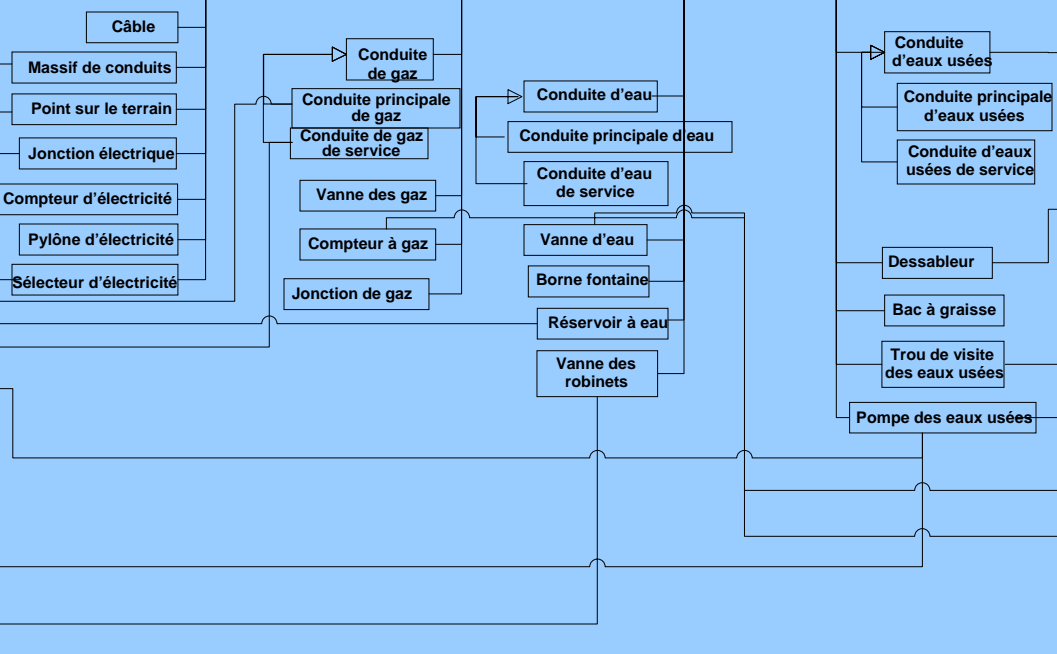 Câble
Massif de conduits
Point sur le terrain
Jonction électrique
Compteur d'électricité
Pylône d'électricité
Sélecteur d'électricité
Conduite
de gaz
Conduite principale
de gaz
Conduite de gaz
de service
Vanne des gaz
Compteur à gaz
Jonction de gaz
Conduite d'eau
Conduite principale d'eau
Conduite d'eau
de service
Vanne d'eau
Borne fontaine
Réservoir à eau
Vanne des
robinets
Conduite
d'eaux usées
Conduite principale
d'eaux usées
Conduite d'eaux
usées de service
Dessableur
Bac à graisse
Trou de visite
des eaux usées
Pompe des eaux usées